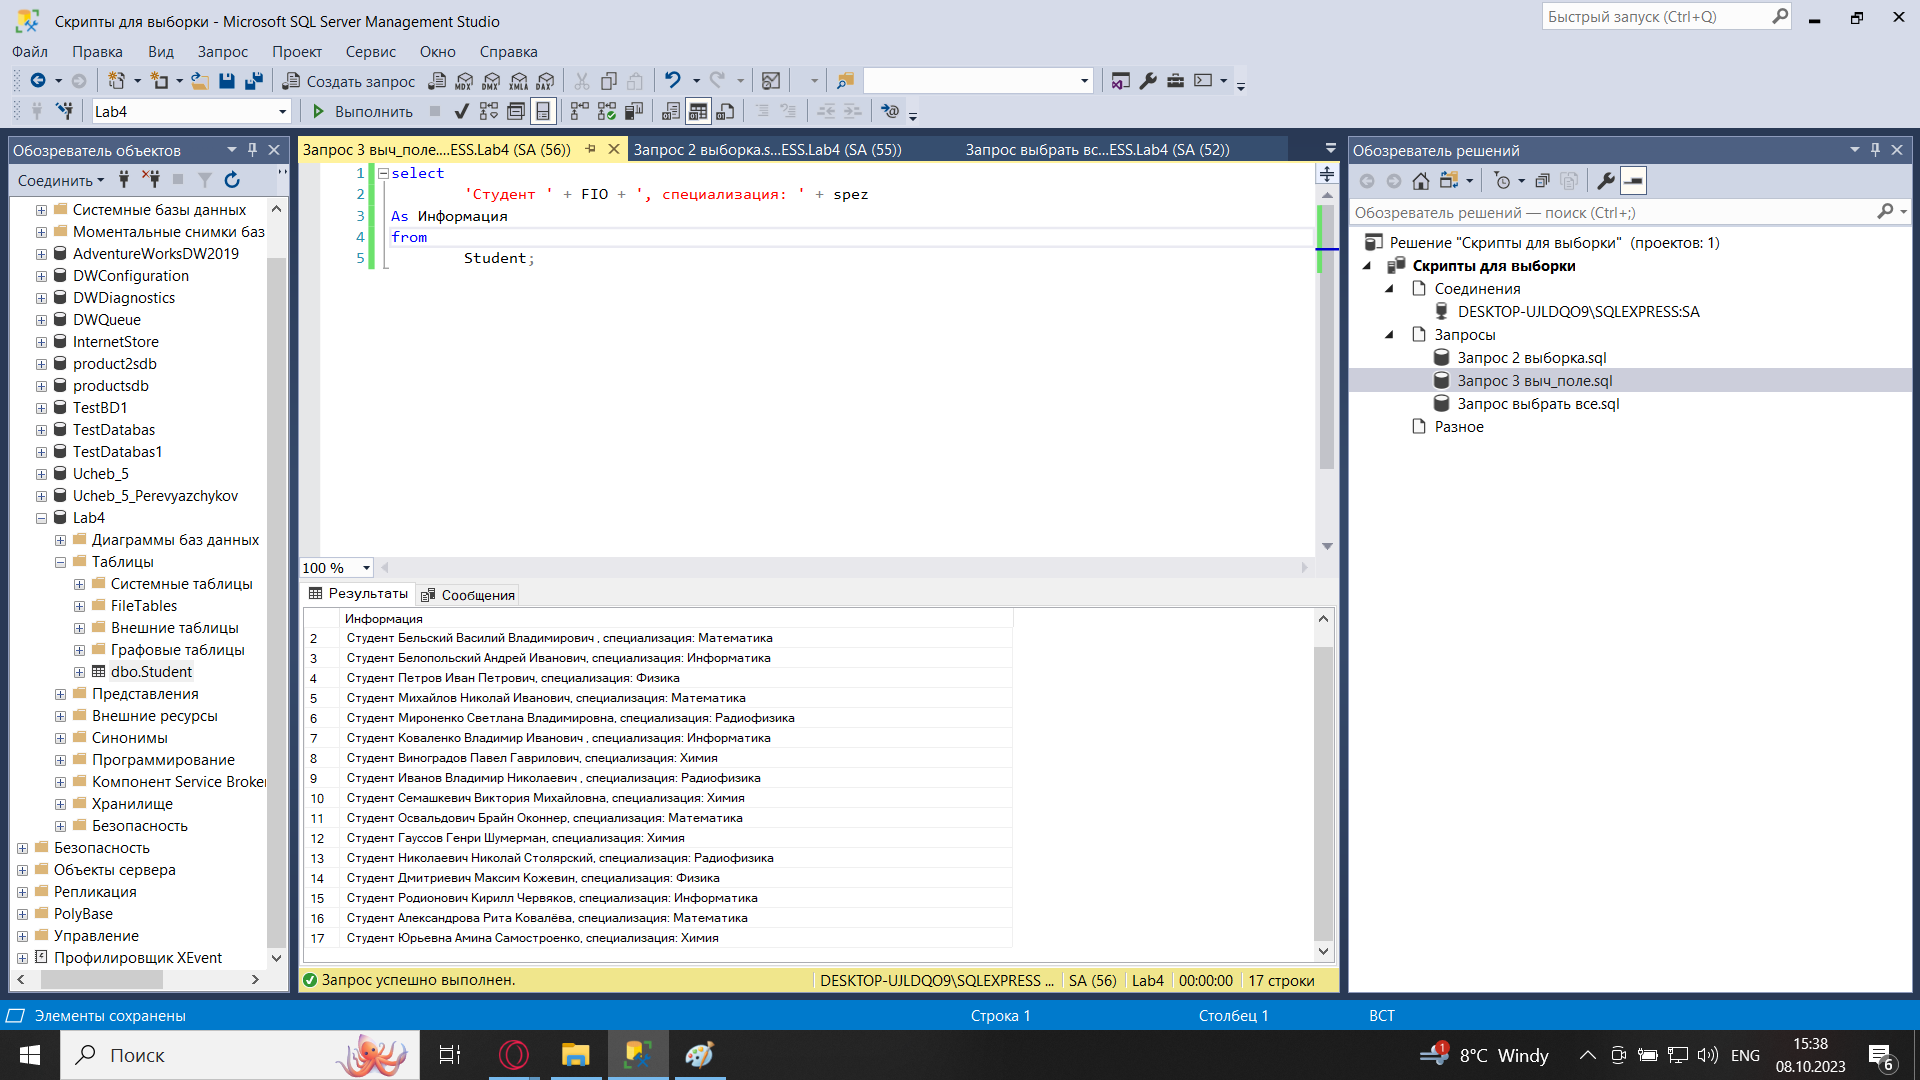 Скрипты для выборки - Microsoft SQL Server Management Studio
Быстрый запуск (Ctrl+Q)
Файл Правка Вид Запрос Проект Сервис Окно Справка
Создать запрос MDX DMX XMLA DAX
Lab4 Выполнить
Обозреватель объектов
Соединить
Системные базы данных
Моментальные снимки баз
AdventureWorksDW2019
DWConfiguration
DWDiagnostics
DWQueue
InternetStore
product2sdb
productsdb
TestBD1
TestDatabas
TestDatabas1
Ucheb_5
Ucheb_5_Perevyazchykov
Lab4
Диаграммы баз данных
Таблицы
Системные таблицы
FileTables
Внешние таблицы
Графовые таблицы
dbo.Student
Представления
Внешние ресурсы
Синонимы
Программирование
Компонент Service Broker
Хранилище
Безопасность
Безопасность
Объекты сервера
Репликация
PolyBase
Управление
Профилировщик XEvent
Запрос 3 выч_поле....ESS.Lab4 (SA (56)) Запрос 2 выборка.s...ESS.Lab4 (SA (55)) Запрос выбрать вс...ESS.Lab4 (SA (52))
1 select
2 'Студент ' + FIO + ', специализация: ' + spez
3 As Информация
4 from
5 Student;
100 %
Результаты Сообщения
Информация
2 Студент Бельский Василий Владимирович , специализация: Математика
3 Студент Белопольский Андрей Иванович, специализация: Информатика
4 Студент Петров Иван Петрович, специализация: Физика
5 Студент Михайлов Николай Иванович, специализация: Математика
6 Студент Мироненко Светлана Владимировна, специализация: Радиофизика
7 Студент Коваленко Владимир Иванович , специализация: Информатика
8 Студент Виноградов Павел Гаврилович, специализация: Химия
9 Студент Иванов Владимир Николаевич , специализация: Радиофизика
10 Студент Семашкевич Виктория Михайловна, специализация: Химия
11 Студент Освальдович Брайн Оконнер, специализация: Математика
12 Студент Гауссов Генри Шумерман, специализация: Химия
13 Студент Николаевич Николай Столярский, специализация: Радиофизика
14 Студент Дмитриевич Максим Кожевин, специализация: Физика
15 Студент Родионович Кирилл Червяков, специализация: Информатика
16 Студент Александрова Рита Ковалёва, специализация: Математика
17 Студент Юрьевна Амина Самостроенко, специализация: Химия
Запрос успешно выполнен. DESKTOP-UJLDQO9\SQLEXPRESS ... SA (56) Lab4 00:00:00 17 строки
Обозреватель решений
Обозреватель решений — поиск (Ctrl+;)
Решение "Скрипты для выборки" (проектов: 1)
Скрипты для выборки
Соединения
DESKTOP-UJLDQO9\SQLEXPRESS:SA
Запросы
Запрос 2 выборка.sql
Запрос 3 выч_поле.sql
Запрос выбрать все.sql
Разное
Элементы сохранены Строка 1 Столбец 1 ВСТ
Поиск
1 8°C Windy ENG 15:38
08.10.2023
6